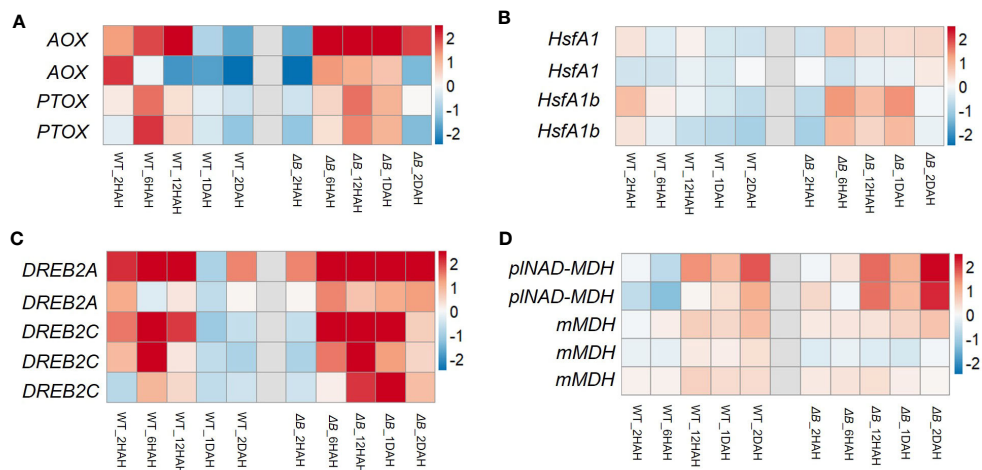 A
AOX
AOX
PTOX
PTOX
2
1
0
-1
-2
WT_2HAH
WT_6HAH
WT_12HAH
WT_1DAH
WT_2DAH
ΔB_2HAH
ΔB_6HAH
ΔB_12HAH
ΔB_1DAH
ΔB_2DAH
B
HsfA1
HsfA1
HsfA1b
HsfA1b
2
1
0
-1
-2
WT_2HAH
WT_6HAH
WT_12HAH
WT_1DAH
WT_2DAH
ΔB_2HAH
ΔB_6HAH
ΔB_12HAH
ΔB_1DAH
ΔB_2DAH
C
DREB2A
DREB2A
DREB2C
DREB2C
DREB2C
2
1
0
-1
-2
WT_2HAH
WT_6HAH
WT_12HAH
WT_1DAH
WT_2DAH
ΔB_2HAH
ΔB_6HAH
ΔB_12HAH
ΔB_1DAH
ΔB_2DAH
D
plNAD-MDH
plNAD-MDH
mMDH
mMDH
mMDH
2
1
0
-1
-2
WT_2HAH
WT_6HAH
WT_12HAH
WT_1DAH
WT_2DAH
ΔB_2HAH
ΔB_6HAH
ΔB_12HAH
ΔB_1DAH
ΔB_2DAH